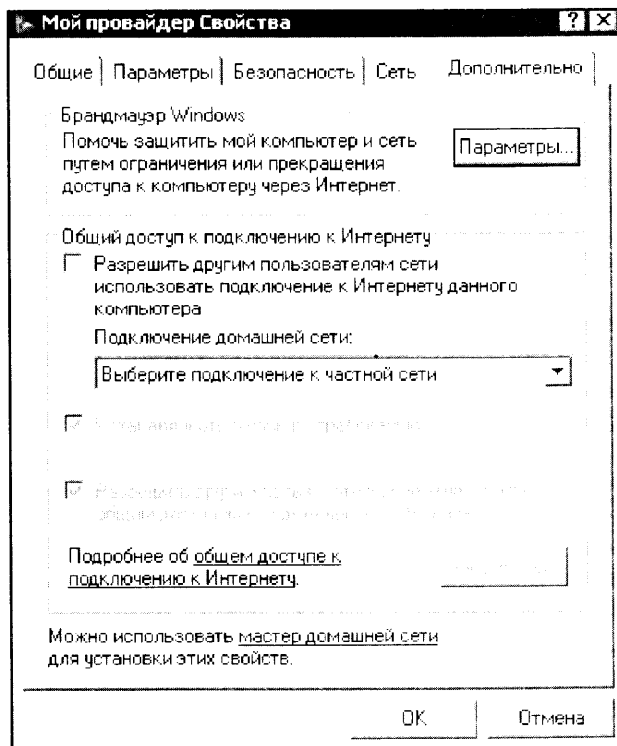 Мой провайдер Свойства
Общие Параметры Безопасность Сеть Дополнительно
Брандмауэр Windows
Помочь защитить мой компьютер и сеть
путем ограничения или прекращения
доступа к компьютеру через Интернет.
Параметры...
Общий доступ к подключению к Интернету
Разрешить другим пользователям сети
использовать подключение к Интернету данного
компьютера
Подключение домашней сети:
Выберите подключение к частной сети
Подробнее об общем доступе к
подключению к Интернету.
Можно использовать мастер домашней сети
для установки этих свойств.
ОК Отмена